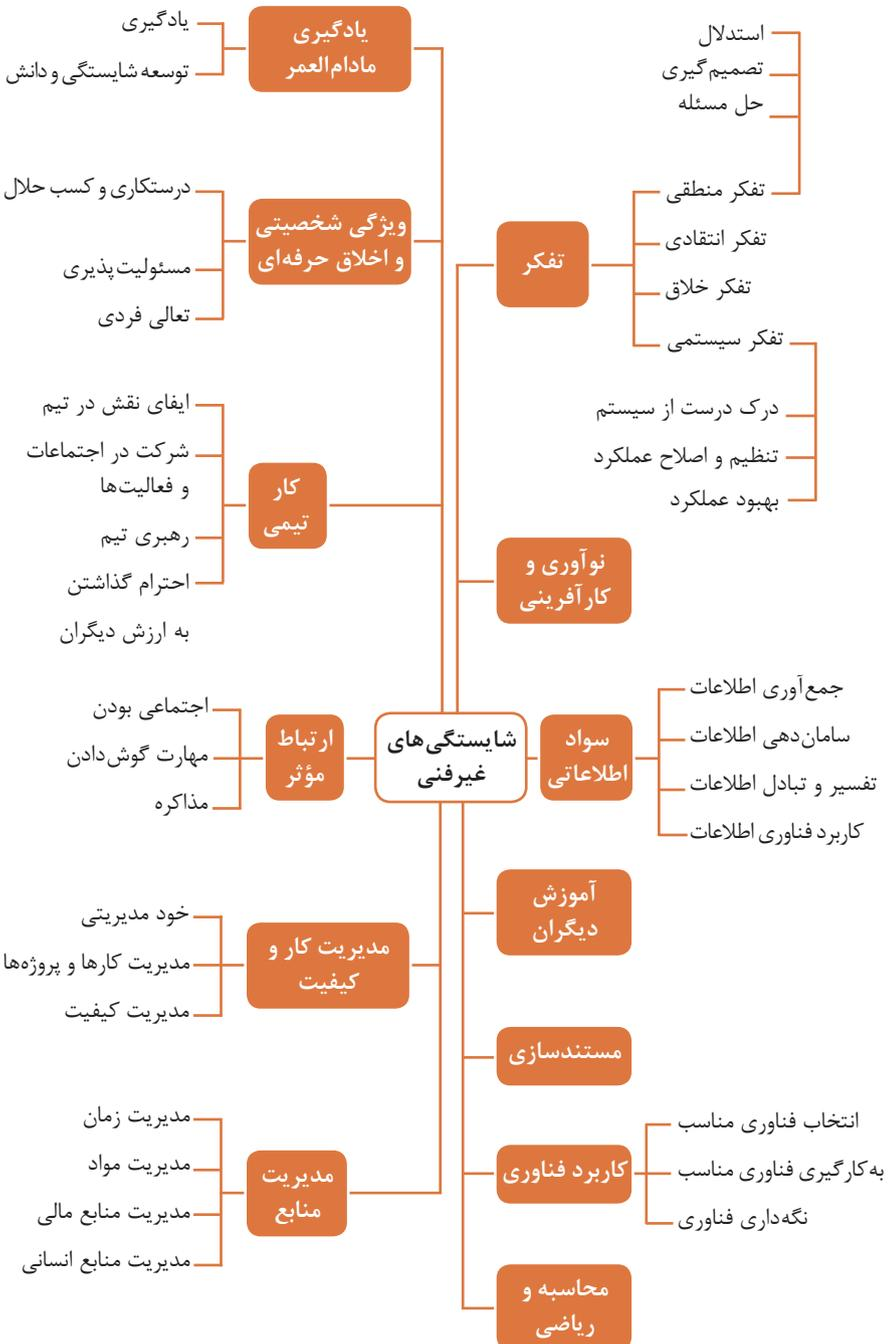 شایستگی‌های
غیرفنی
تفکر
تفکر منطقی
استدلال
تصمیم‌گیری
حل مسئله
تفکر انتقادی
تفکر خلاق
تفکر سیستمی
درک درست از سیستم
تنظیم و اصلاح عملکرد
بهبود عملکرد
نوآوری و
کارآفرینی
سواد
اطلاعاتی
جمع‌آوری اطلاعات
سامان‌دهی اطلاعات
تفسیر و تبادل اطلاعات
کاربرد فناوری اطلاعات
آموزش
دیگران
مستندسازی
کاربرد فناوری
انتخاب فناوری مناسب
به‌کارگیری فناوری مناسب
نگه‌داری فناوری
محاسبه و
ریاضی
یادگیری
مادام‌العمر
یادگیری
توسعه شایستگی و دانش
ویژگی شخصیتی
و اخلاق حرفه‌ای
درستکاری و کسب حلال
مسئولیت‌پذیری
تعالی فردی
کار
تیمی
ایفای نقش در تیم
شرکت در اجتماعات
و فعالیت‌ها
رهبری تیم
احترام گذاشتن
به ارزش دیگران
ارتباط
مؤثر
اجتماعی بودن
مهارت گوش‌دادن
مذاکره
مدیریت کار و
کیفیت
خود مدیریتی
مدیریت کارها و پروژه‌ها
مدیریت کیفیت
مدیریت
منابع
مدیریت زمان
مدیریت مواد
مدیریت منابع مالی
مدیریت منابع انسانی